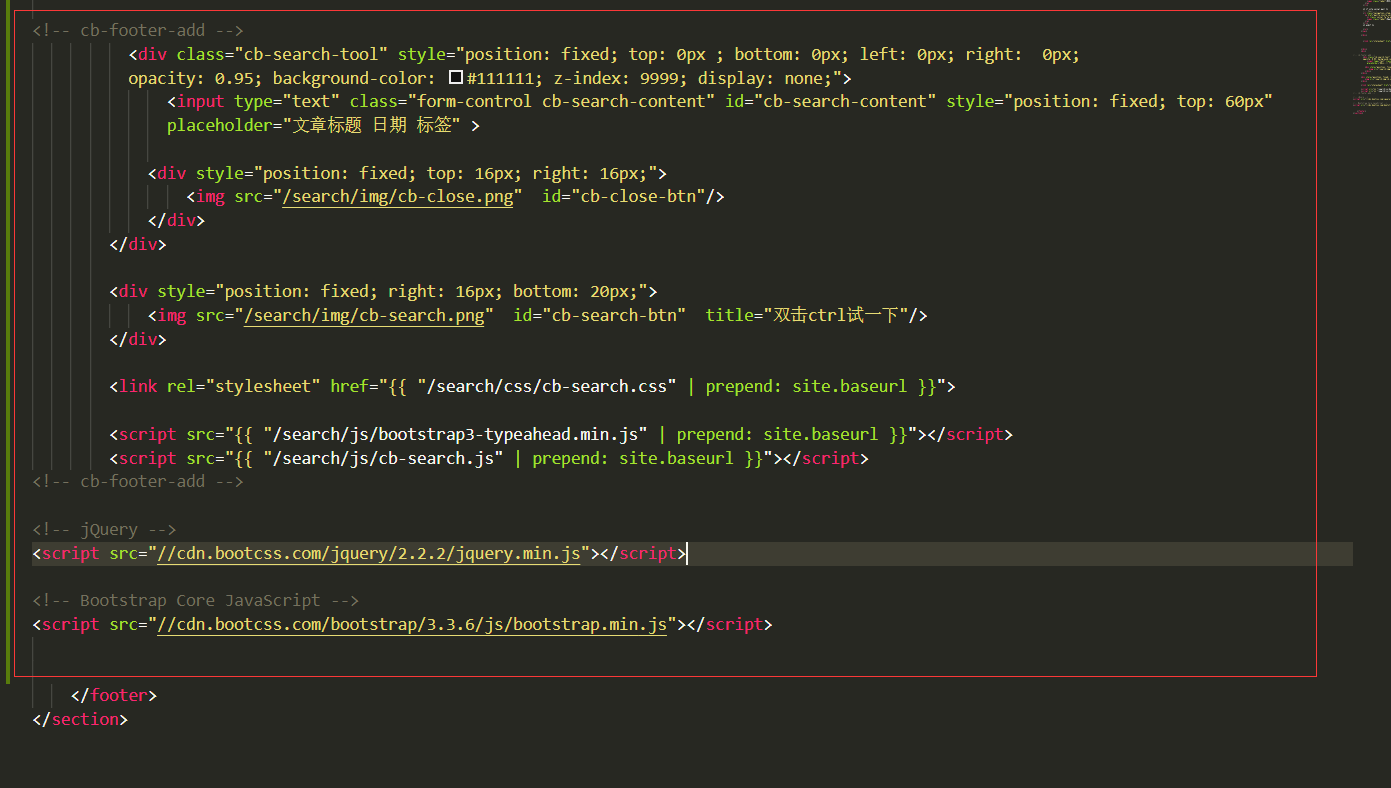 <!-- cb-footer-add -->
<div class="cb-search-tool" style="position: fixed; top: 0px ; bottom: 0px; left: 0px; right:  0px;
opacity: 0.95; background-color: #111111; z-index: 9999; display: none;">
<input type="text" class="form-control cb-search-content" id="cb-search-content" style="position: fixed; top: 60px"
placeholder="文章标题 日期 标签" >
<div style="position: fixed; top: 16px; right: 16px;">
<img src="/search/img/cb-close.png"  id="cb-close-btn"/>
</div>
</div>
<div style="position: fixed; right: 16px; bottom: 20px;">
<img src="/search/img/cb-search.png"  id="cb-search-btn"  title="双击ctrl试一下"/>
</div>
<link rel="stylesheet" href="{{ "/search/css/cb-search.css" | prepend: site.baseurl }}">
<script src="{{ "/search/js/bootstrap3-typeahead.min.js" | prepend: site.baseurl }}"></script>
<script src="{{ "/search/js/cb-search.js" | prepend: site.baseurl }}"></script>
<!-- cb-footer-add -->
<!-- jQuery -->
<script src="//cdn.bootcss.com/jquery/2.2.2/jquery.min.js"></script>
<!-- Bootstrap Core JavaScript -->
<script src="//cdn.bootcss.com/bootstrap/3.3.6/js/bootstrap.min.js"></script>
</footer>
</section>